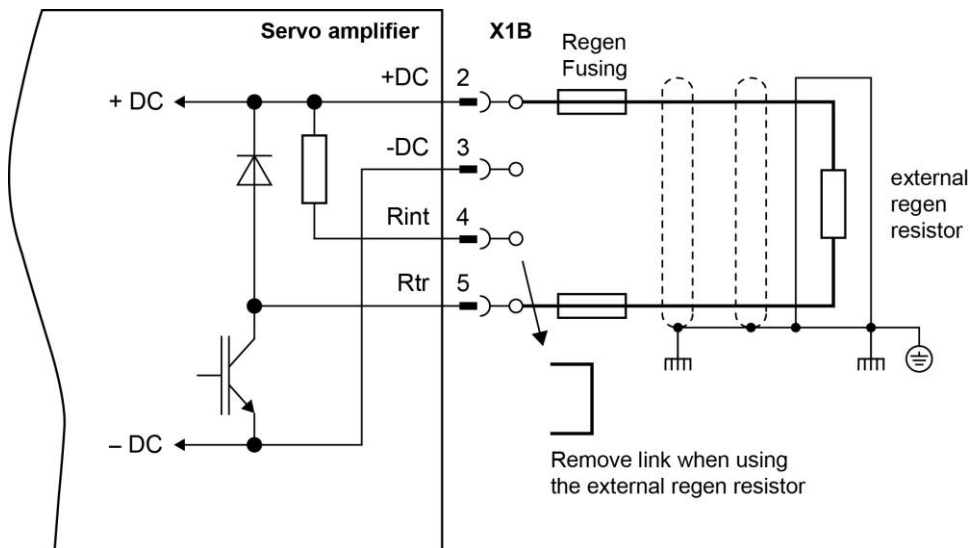 Servo amplifier
X1B
Regen
Fusing
+DC 2
+ DC
-DC 3
Rint 4
Rtr 5
external
regen
resistor
– DC
Remove link when using
the external regen resistor